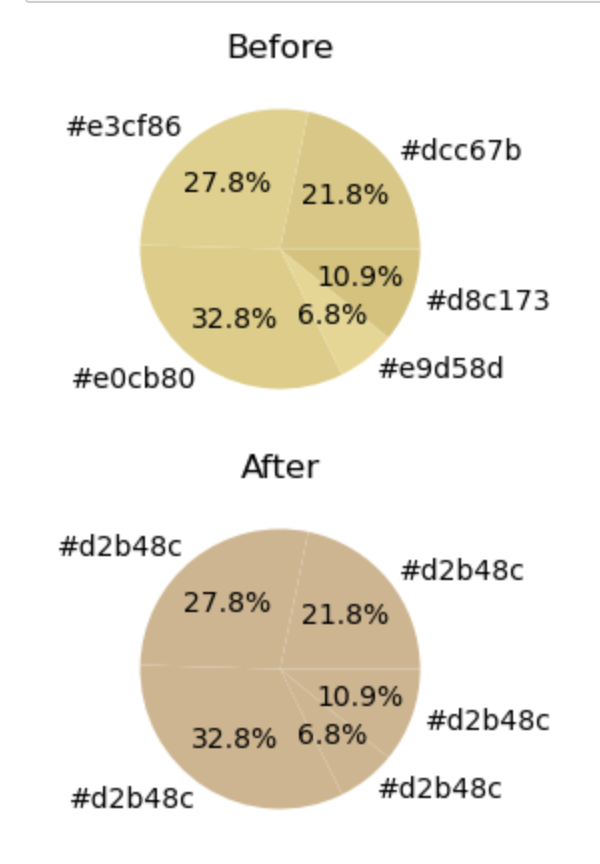 Before
#e3cf86
#dcc67b
27.8%
21.8%
10.9%
#d8c173
32.8%
6.8%
#e0cb80
#e9d58d
After
#d2b48c
#d2b48c
27.8%
21.8%
10.9%
#d2b48c
32.8%
6.8%
#d2b48c
#d2b48c